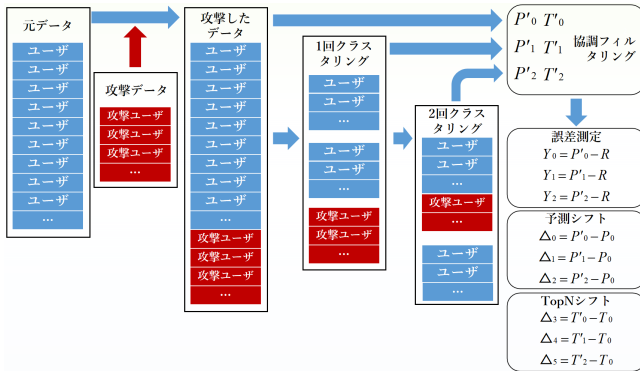 元データ
ユーザ
ユーザ
ユーザ
ユーザ
ユーザ
ユーザ
ユーザ
ユーザ
ユーザ
...
攻撃データ
攻撃ユーザ
攻撃ユーザ
攻撃ユーザ
...
攻撃した
データ
ユーザ
ユーザ
ユーザ
ユーザ
ユーザ
ユーザ
ユーザ
ユーザ
ユーザ
...
攻撃ユーザ
攻撃ユーザ
攻撃ユーザ
...
1回クラス
タリング
ユーザ
ユーザ
...
ユーザ
ユーザ
...
攻撃ユーザ
攻撃ユーザ
...
2回クラス
タリング
ユーザ
ユーザ
...
攻撃ユーザ
...
ユーザ
ユーザ
...
P'₀ T'₀
P'₁ T'₁
P'₂ T'₂
協調フィル
タリング
誤差測定
Y₀=P'₀−R
Y₁=P'₁−R
Y₂=P'₂−R
予測シフト
△₀=P'₀−P₀
△₁=P'₁−P₀
△₂=P'₂−P₀
TopNシフト
△₃=T'₀−T₀
△₄=T'₁−T₀
△₅=T'₂−T₀